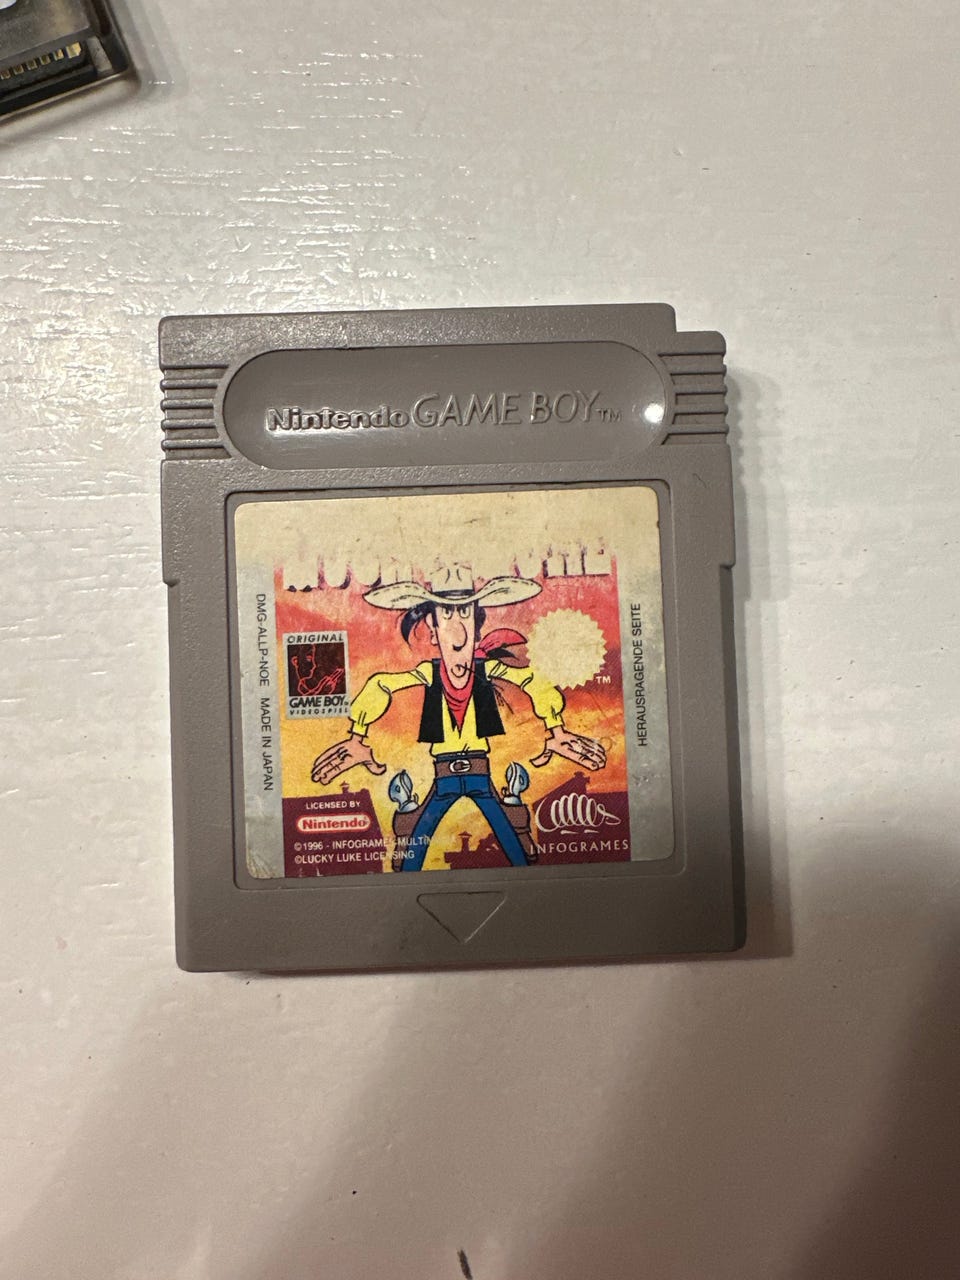 Nintendo GAME BOY TM
ORIGINAL
GAME BOY
VIDEOSPIEL
TM
DMG-ALLP-NOE MADE IN JAPAN
HERAUSRAGENDE SEITE
LICENSED BY
Nintendo
©1996 - INFOGRAMES-MULTI
©LUCKY LUKE LICENSING
INFOGRAMES